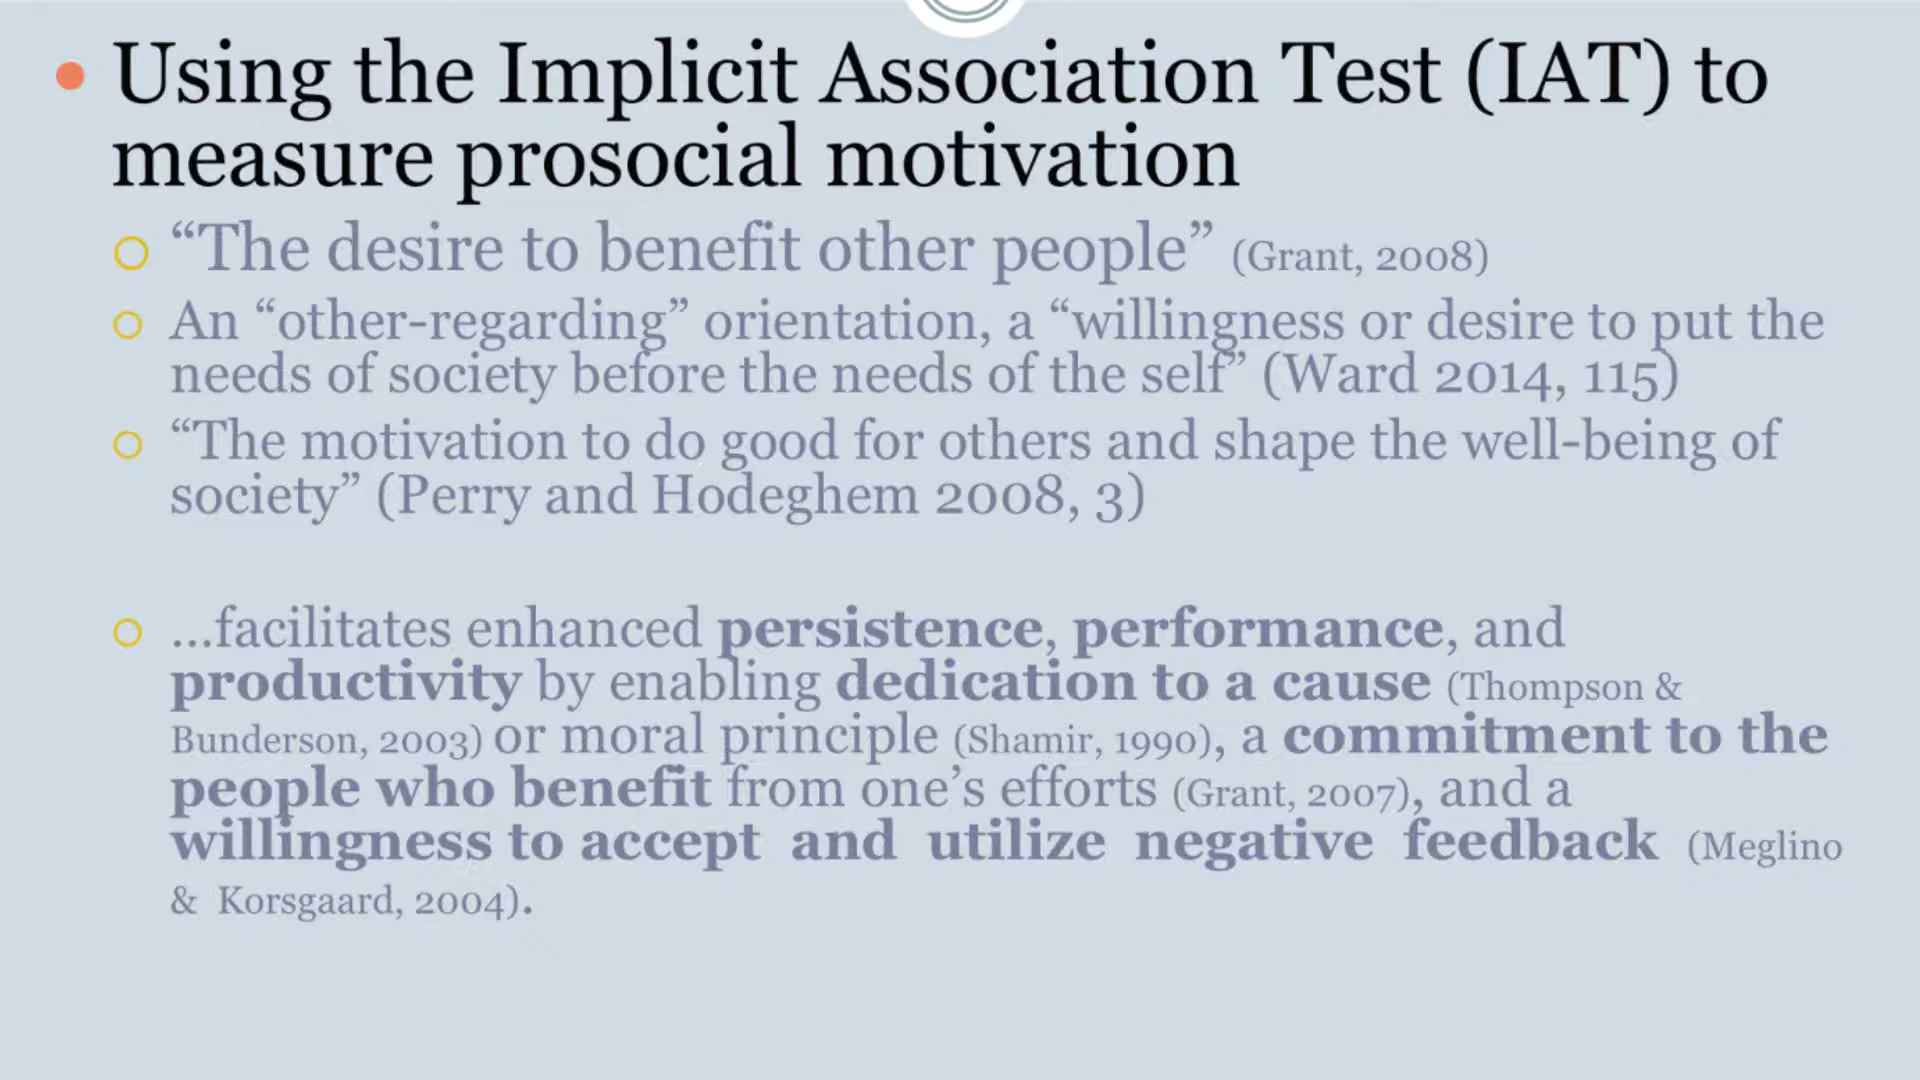 Using the Implicit Association Test (IAT) to
measure prosocial motivation
“The desire to benefit other people” (Grant, 2008)
An “other-regarding” orientation, a “willingness or desire to put the
needs of society before the needs of the self” (Ward 2014, 115)
“The motivation to do good for others and shape the well-being of
society” (Perry and Hodeghem 2008, 3)
...facilitates enhanced persistence, performance, and
productivity by enabling dedication to a cause (Thompson &
Bunderson, 2003) or moral principle (Shamir, 1990), a commitment to the
people who benefit from one’s efforts (Grant, 2007), and a
willingness to accept and utilize negative feedback (Meglino
& Korsgaard, 2004).